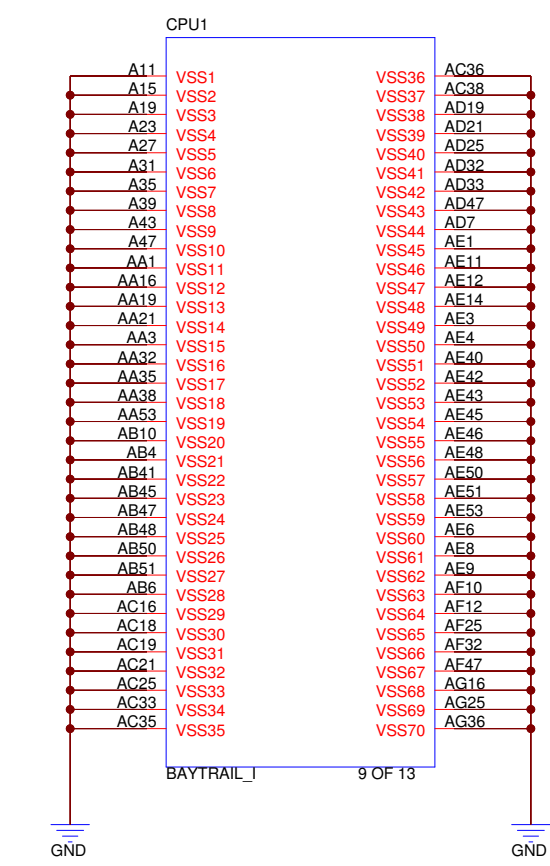 CPU1
A11 VSS1 VSS36 AC36
A15 VSS2 VSS37 AC38
A19 VSS3 VSS38 AD19
A23 VSS4 VSS39 AD21
A27 VSS5 VSS40 AD25
A31 VSS6 VSS41 AD32
A35 VSS7 VSS42 AD33
A39 VSS8 VSS43 AD47
A43 VSS9 VSS44 AD7
A47 VSS10 VSS45 AE1
AA1 VSS11 VSS46 AE11
AA16 VSS12 VSS47 AE12
AA19 VSS13 VSS48 AE14
AA21 VSS14 VSS49 AE3
AA3 VSS15 VSS50 AE4
AA32 VSS16 VSS51 AE40
AA35 VSS17 VSS52 AE42
AA38 VSS18 VSS53 AE43
AA53 VSS19 VSS54 AE45
AB10 VSS20 VSS55 AE46
AB4 VSS21 VSS56 AE48
AB41 VSS22 VSS57 AE50
AB45 VSS23 VSS58 AE51
AB47 VSS24 VSS59 AE53
AB48 VSS25 VSS60 AE6
AB50 VSS26 VSS61 AE8
AB51 VSS27 VSS62 AE9
AB6 VSS28 VSS63 AF10
AC16 VSS29 VSS64 AF12
AC18 VSS30 VSS65 AF25
AC19 VSS31 VSS66 AF32
AC21 VSS32 VSS67 AF47
AC25 VSS33 VSS68 AG16
AC33 VSS34 VSS69 AG25
AC35 VSS35 VSS70 AG36
BAYTRAIL_I 9 OF 13
GND GND